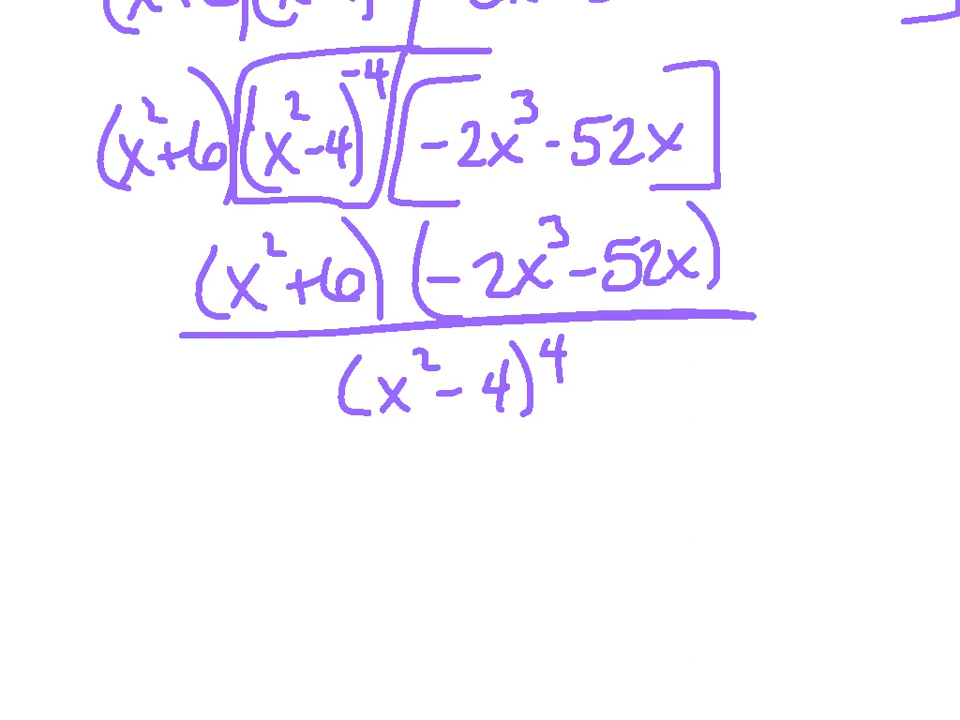 (x²+6)(x²-4)⁻⁴[-2x³-52x]
(x²+6)(-2x³-52x)
(x²-4)⁴